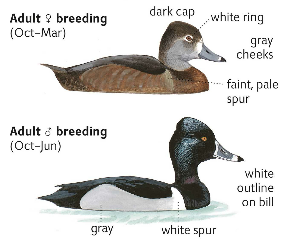 Adult ♀ breeding
(Oct–Mar)
dark cap
white ring
gray
cheeks
faint, pale
spur
Adult ♂ breeding
(Oct–Jun)
white
outline
on bill
gray
white spur